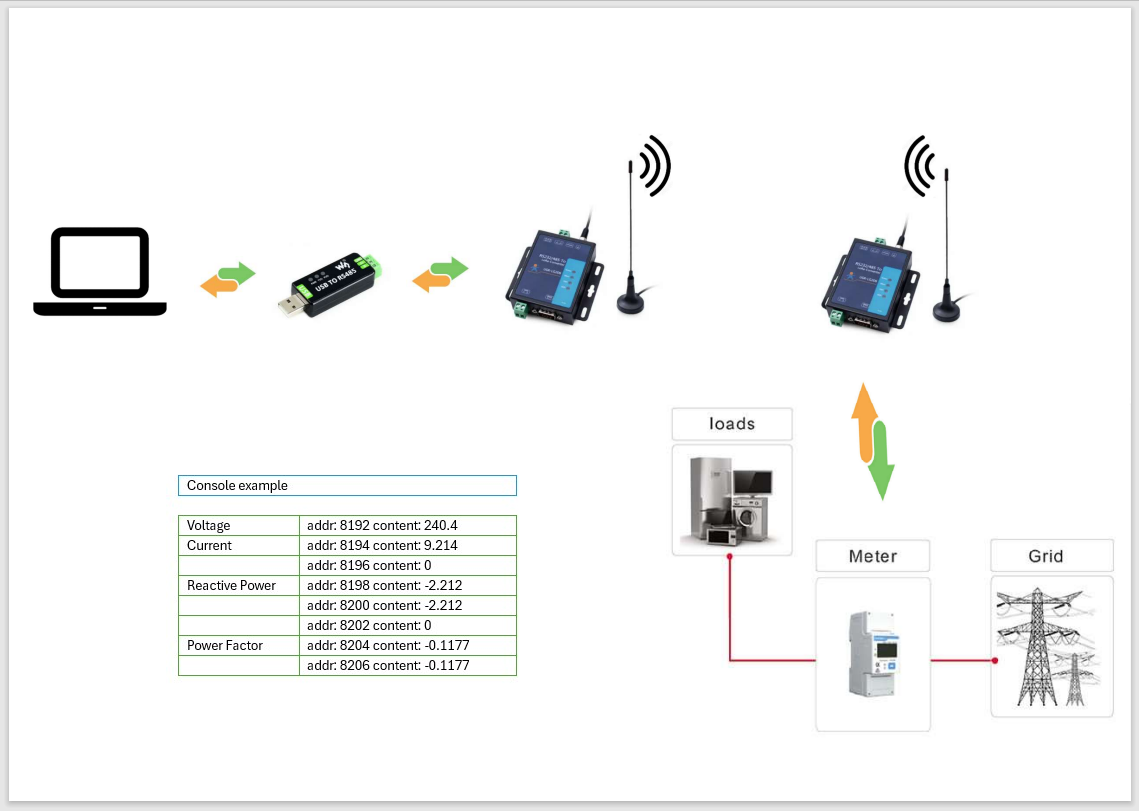 USB TO RS485
loads
Console example
Voltage addr: 8192 content: 240.4
Current addr: 8194 content: 9.214
addr: 8196 content: 0
Reactive Power addr: 8198 content: -2.212
addr: 8200 content: -2.212
addr: 8202 content: 0
Power Factor addr: 8204 content: -0.1177
addr: 8206 content: -0.1177
Meter
Grid